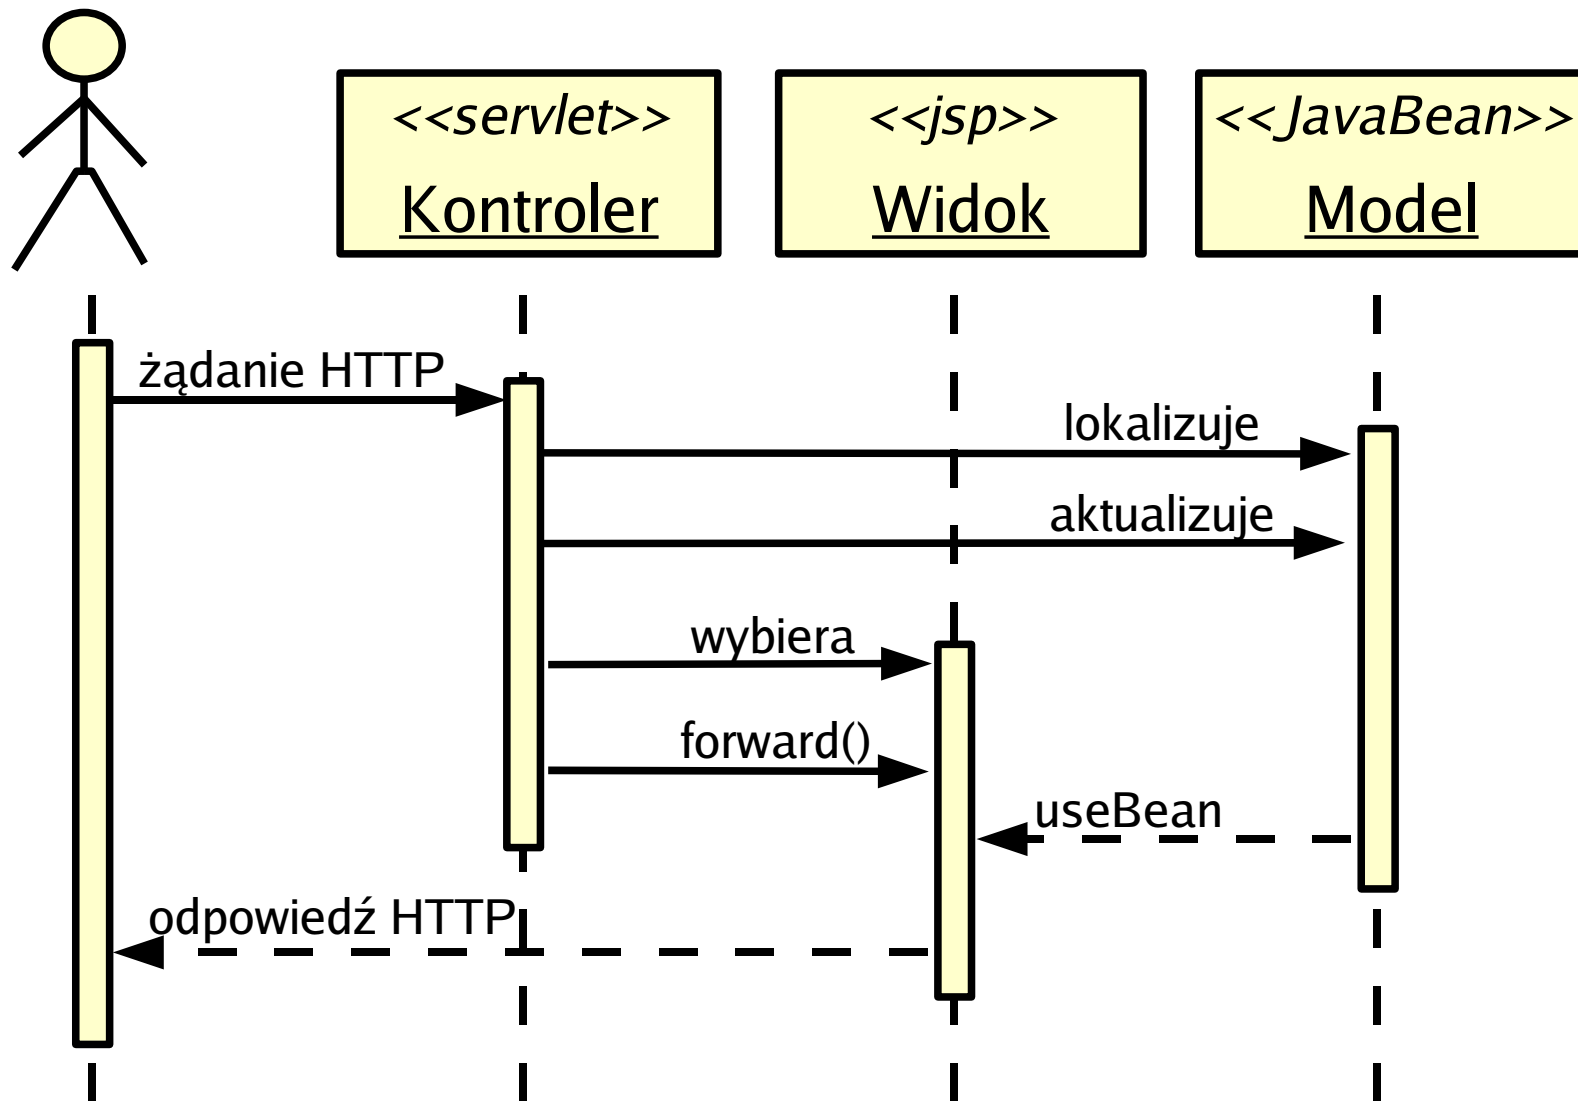 <<servlet>>
Kontroler
<<jsp>>
Widok
<<JavaBean>>
Model
żądanie HTTP
lokalizuje
aktualizuje
wybiera
forward()
useBean
odpowiedź HTTP